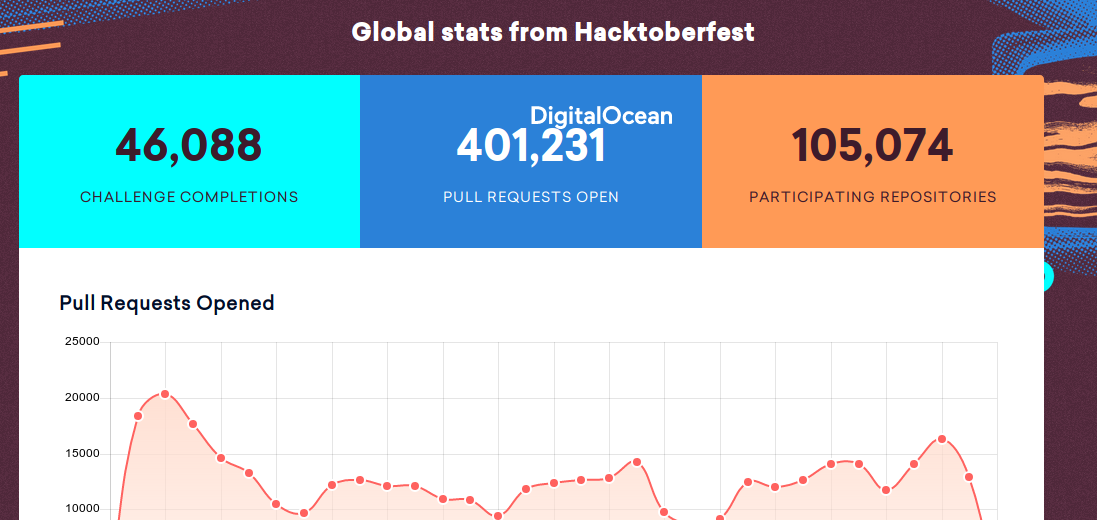 Global stats from Hacktoberfest
DigitalOcean
46,088
401,231
105,074
CHALLENGE COMPLETIONS
PULL REQUESTS OPEN
PARTICIPATING REPOSITORIES
Pull Requests Opened
25000
20000
15000
10000